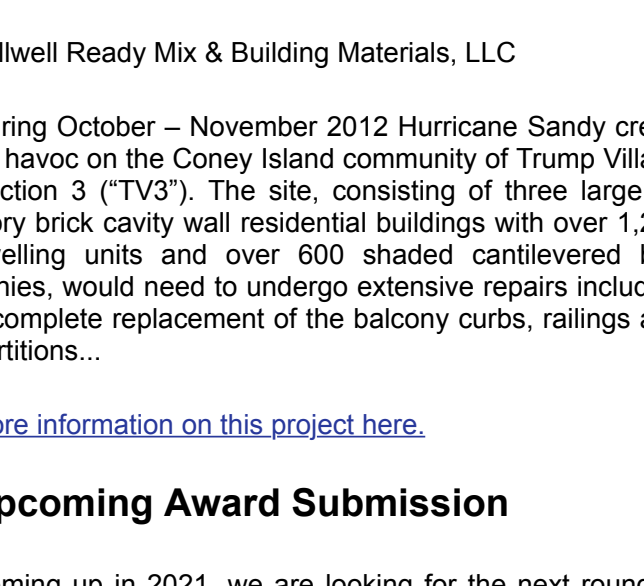 llwell Ready Mix & Building Materials, LLC
ring October – November 2012 Hurricane Sandy cre
havoc on the Coney Island community of Trump Villa
ction 3 (“TV3”). The site, consisting of three large
ory brick cavity wall residential buildings with over 1,2
elling units and over 600 shaded cantilevered b
nies, would need to undergo extensive repairs includ
complete replacement of the balcony curbs, railings a
rtitions...
ore information on this project here.
pcoming Award Submission
oming up in 2021, we are looking for the next round